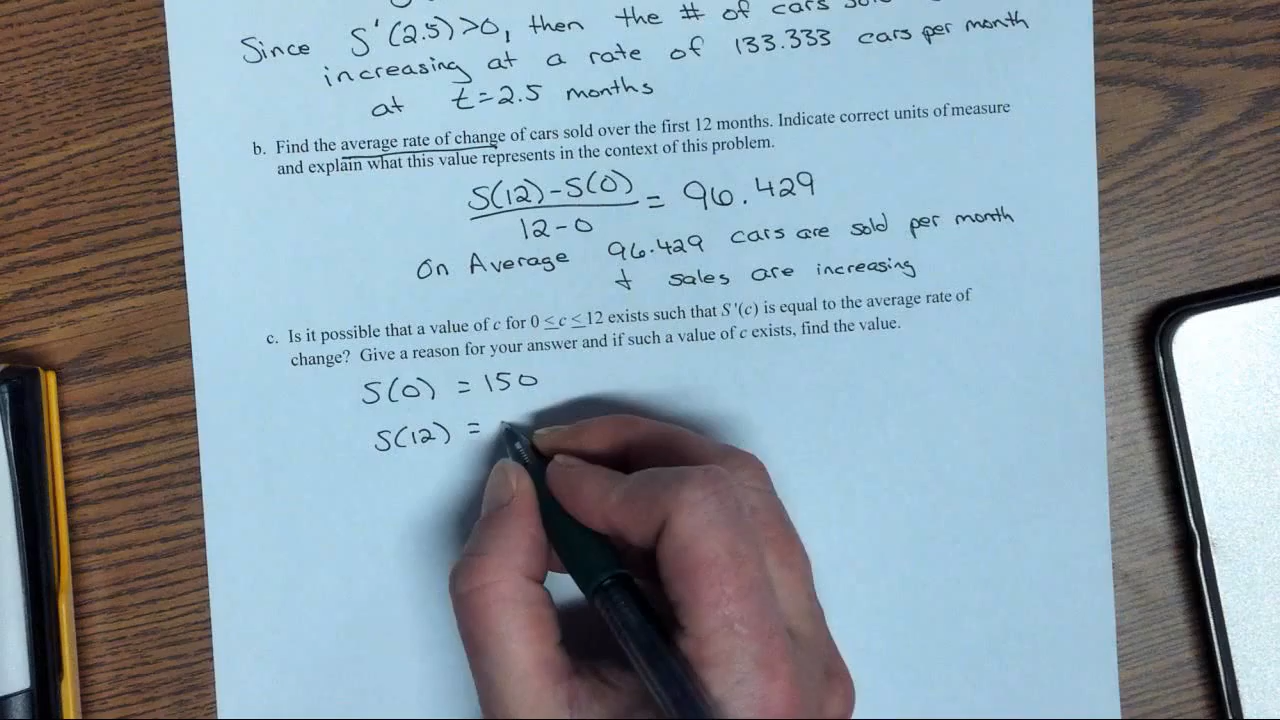 Since S'(2.5)>0, then the # of cars
increasing at a rate of 133.333 cars per month
at t=2.5 months
b. Find the average rate of change of cars sold over the first 12 months. Indicate correct units of measure
and explain what this value represents in the context of this problem.
S(12)-S(0)
12-0
= 96.429
On Average 96.429 cars are sold per month
+ sales are increasing
c. Is it possible that a value of c for 0 ≤ c ≤ 12 exists such that S'(c) is equal to the average rate of
change? Give a reason for your answer and if such a value of c exists, find the value.
S(0) = 150
S(12) =